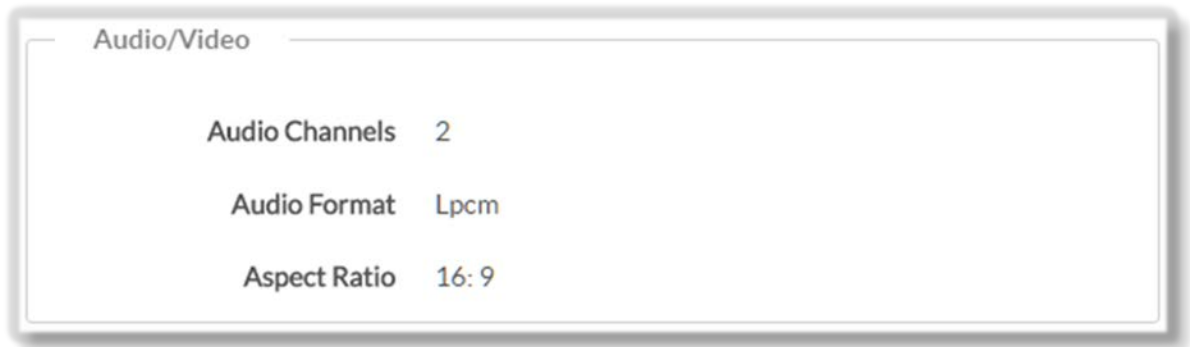 Audio/Video
Audio Channels 2
Audio Format Lpcm
Aspect Ratio 16: 9